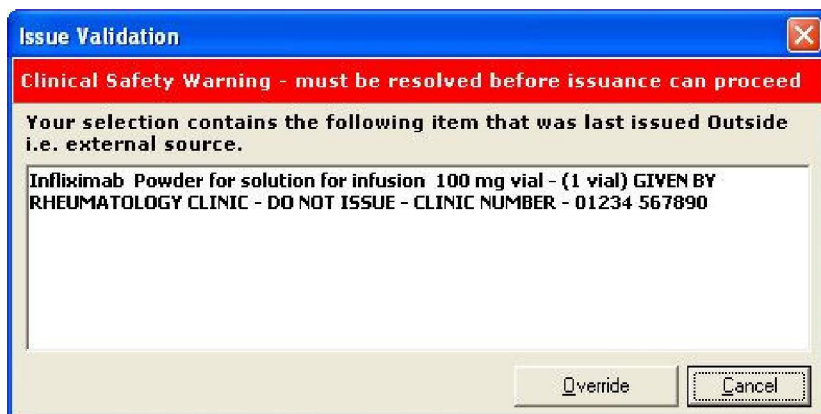 Issue Validation
Clinical Safety Warning - must be resolved before issuance can proceed
Your selection contains the following item that was last issued Outside
i.e. external source.
Infliximab Powder for solution for infusion 100 mg vial - (1 vial) GIVEN BY
RHEUMATOLOGY CLINIC - DO NOT ISSUE - CLINIC NUMBER - 01234 567890
Override Cancel